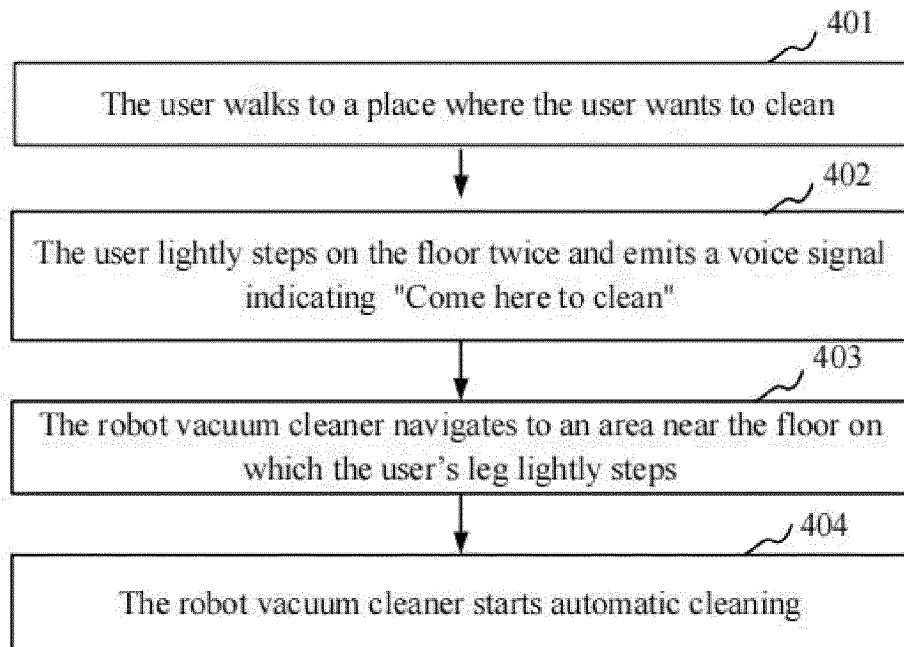 401
The user walks to a place where the user wants to clean
402
The user lightly steps on the floor twice and emits a voice signal
indicating "Come here to clean"
403
The robot vacuum cleaner navigates to an area near the floor on
which the user's leg lightly steps
404
The robot vacuum cleaner starts automatic cleaning